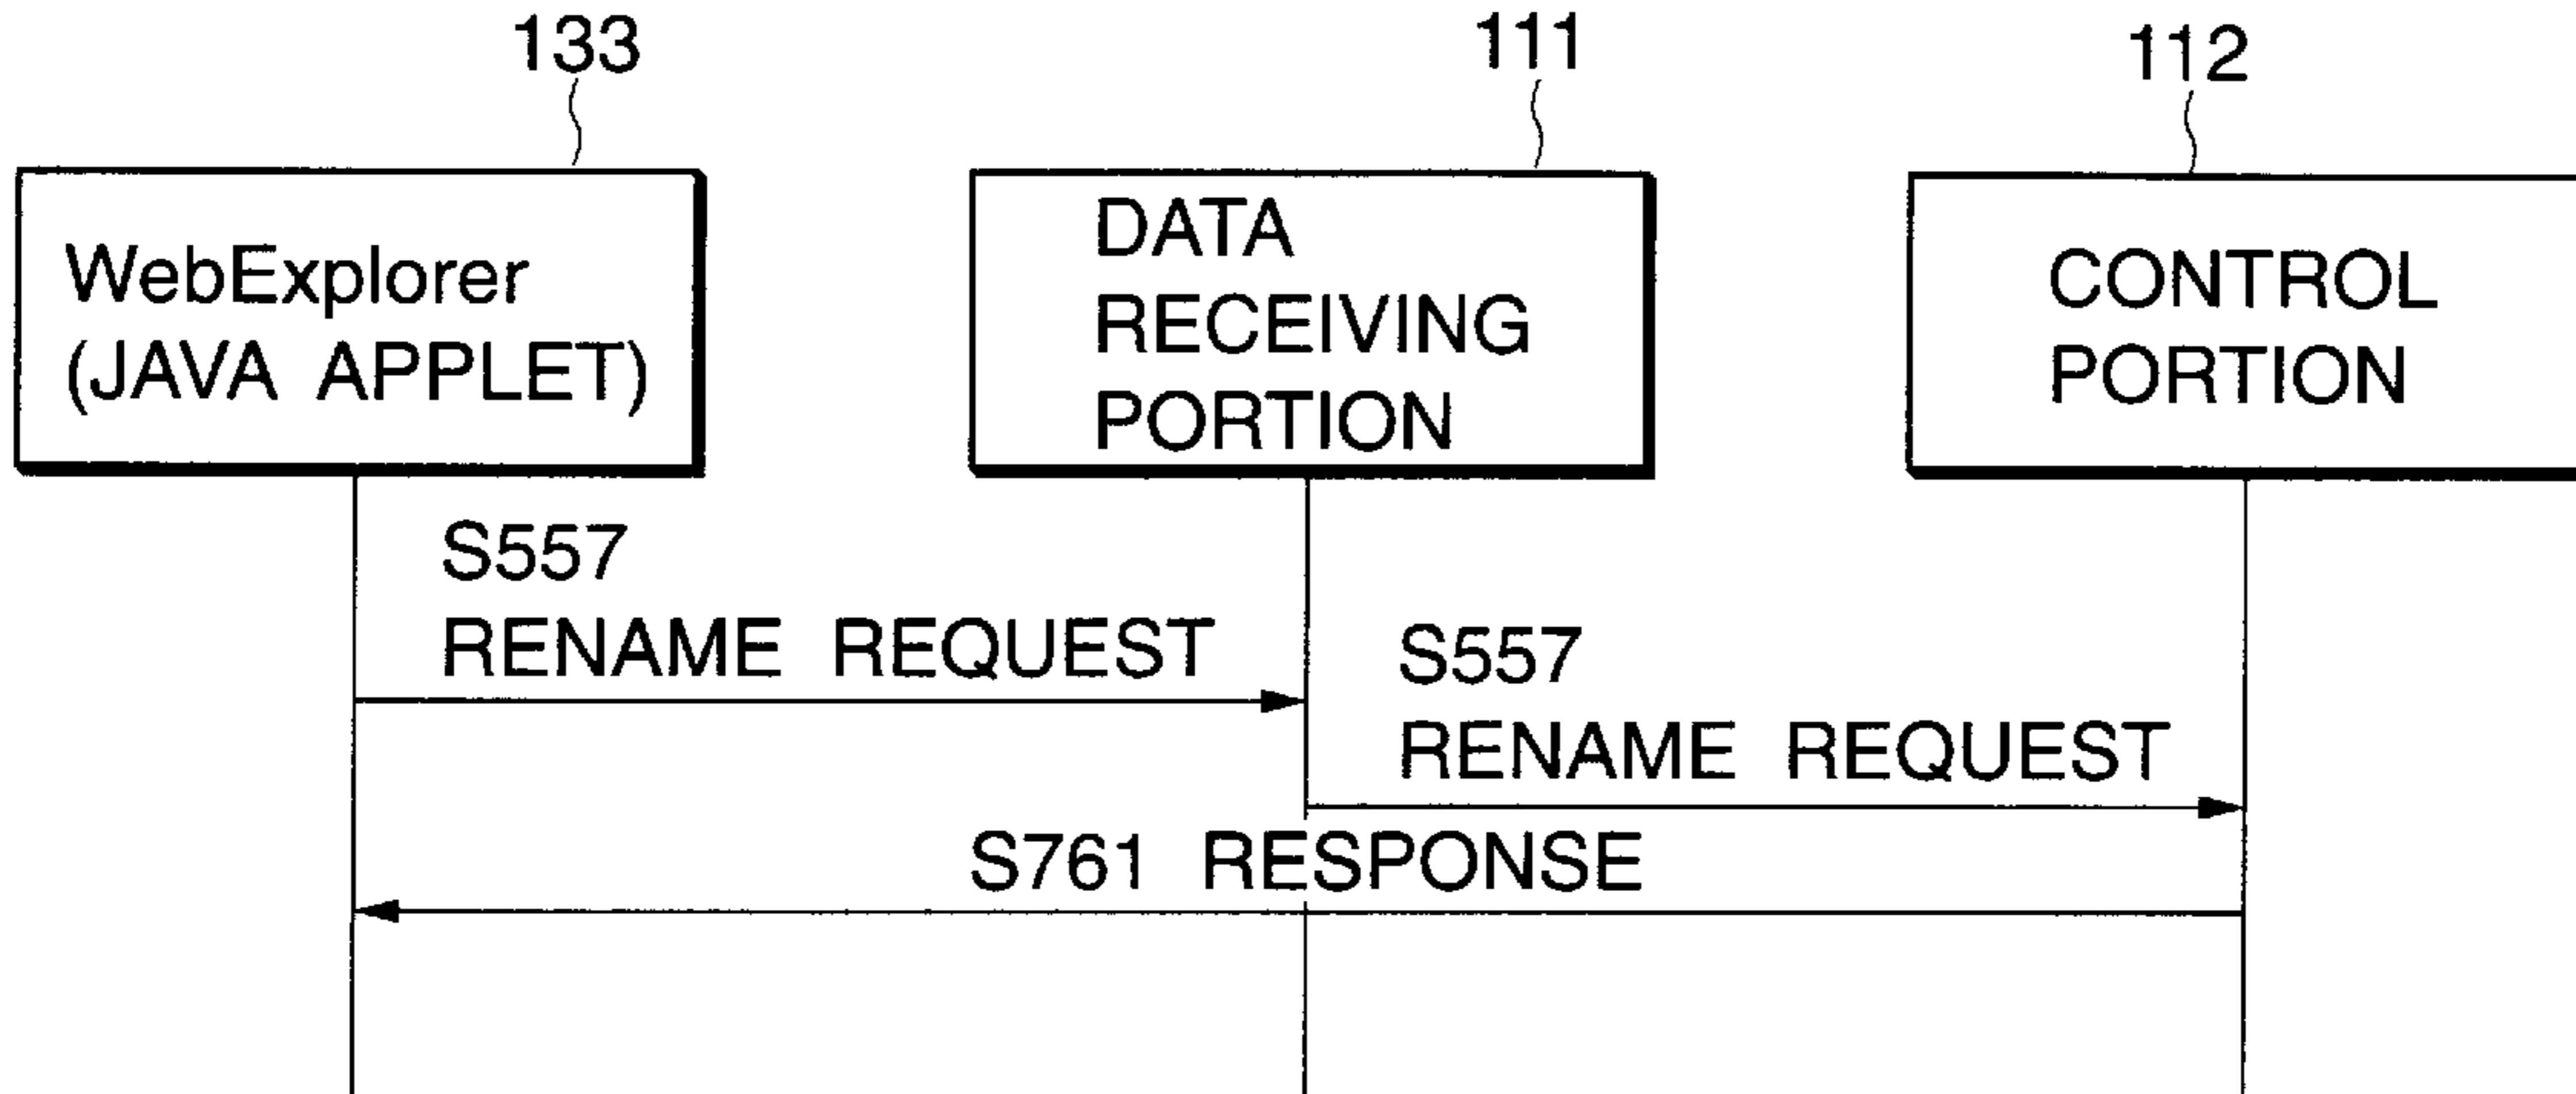 133
111
112
WebExplorer
(JAVA APPLET)
DATA
RECEIVING
PORTION
CONTROL
PORTION
S557
RENAME REQUEST
S557
RENAME REQUEST
S761 RESPONSE